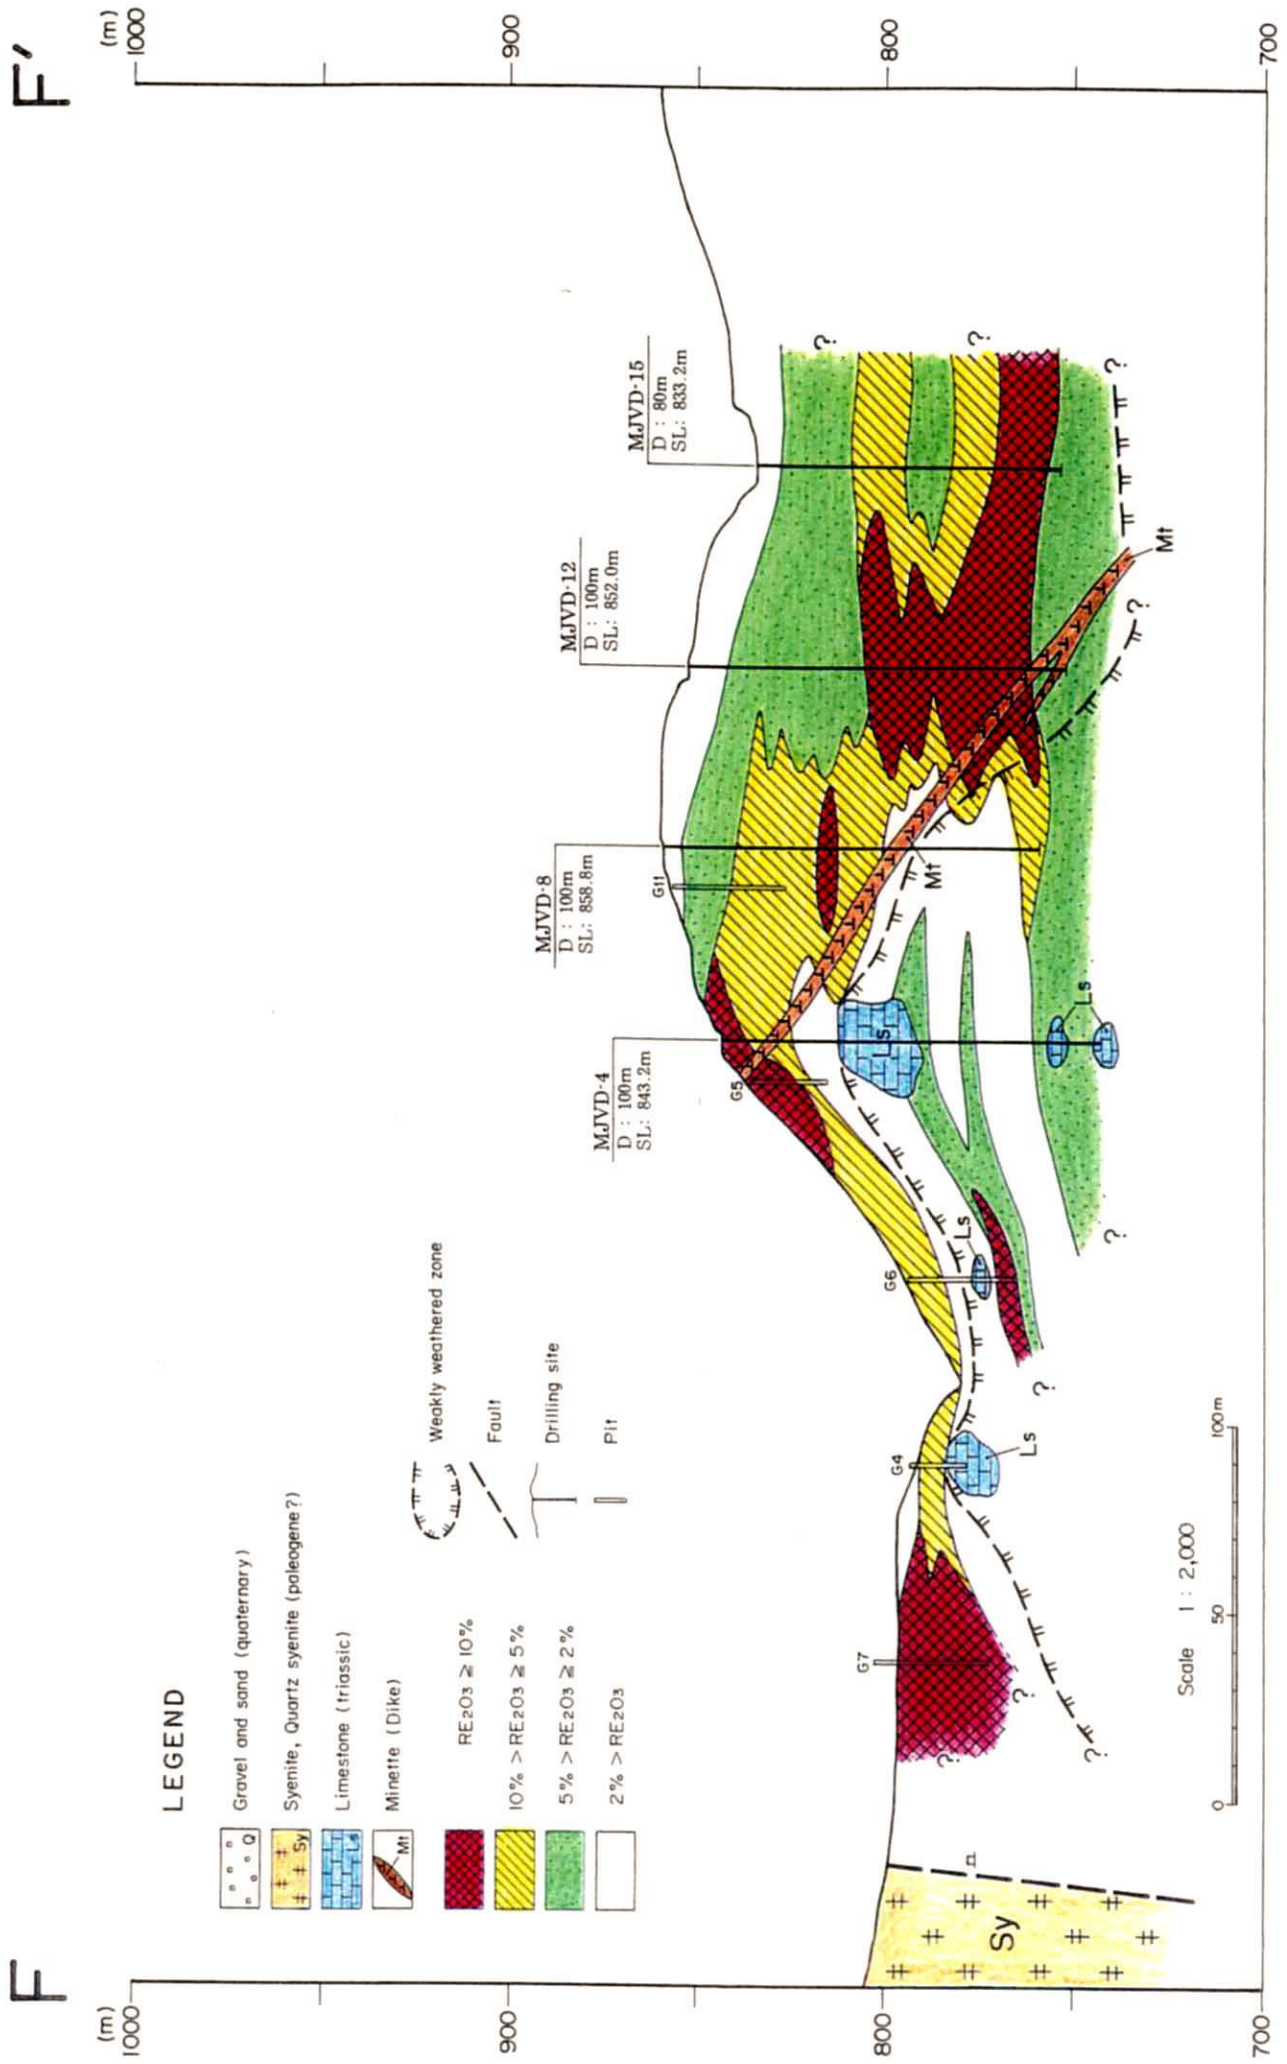 F
F′
(m)
1000
900
800
700
(m)
1000
900
800
700
LEGEND
Gravel and sand (quaternary)
Q
Syenite, Quartz syenite (paleogene?)
Sy
Limestone (triassic)
Ls
Minette (Dike)
Mt
RE2O3 ≥ 10%
10% > RE2O3 ≥ 5%
5% > RE2O3 ≥ 2%
2% > RE2O3
Weakly weathered zone
Fault
Drilling site
Pit
MJVD-4
D : 100m
SL: 843.2m
MJVD-8
D : 100m
SL: 858.8m
MJVD-12
D : 100m
SL: 852.0m
MJVD-15
D : 80m
SL: 833.2m
G7
G4
G6
G5
G11
Sy
Ls
Ls
Ls
Ls
Mt
Mt
?
?
?
?
?
?
?
?
?
Scale 1 : 2,000
0
50
100m